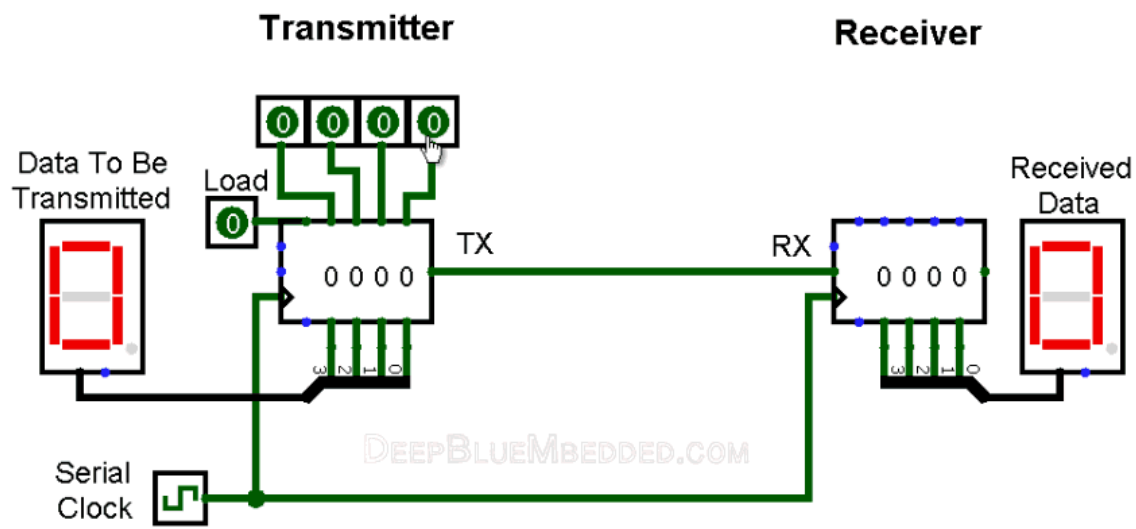 Transmitter
Receiver
0 0 0 0
Data To Be
Transmitted
Load
0
0 0 0 0
TX
RX
0 0 0 0
Received
Data
3 2 1 0
3 2 1 0
DEEPBLUEMBEDDED.COM
Serial
Clock